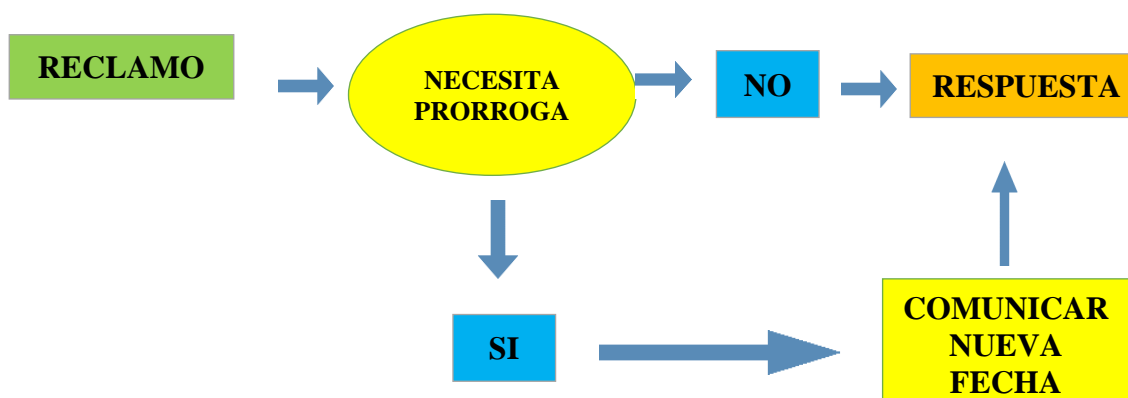 RECLAMO
NECESITA
PRORROGA
NO
RESPUESTA
SI
COMUNICAR
NUEVA
FECHA